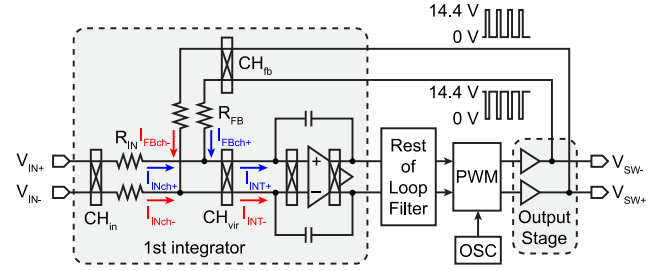 14.4 V
0 V
CH_fb
14.4 V
0 V
R_IN
I_FBch-
R_FB
I_FBch+
V_IN+
I_INch+
I_INT+
+
Rest of Loop Filter
PWM
V_SW-
V_IN-
I_INch-
I_INT-
−
V_SW+
CH_in
CH_vir
1st integrator
OSC
Output Stage